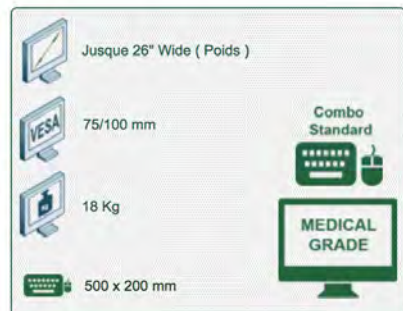 Jusque 26" Wide ( Poids )
VESA
75/100 mm
18 Kg
500 x 200 mm
Combo
Standard
MEDICAL
GRADE